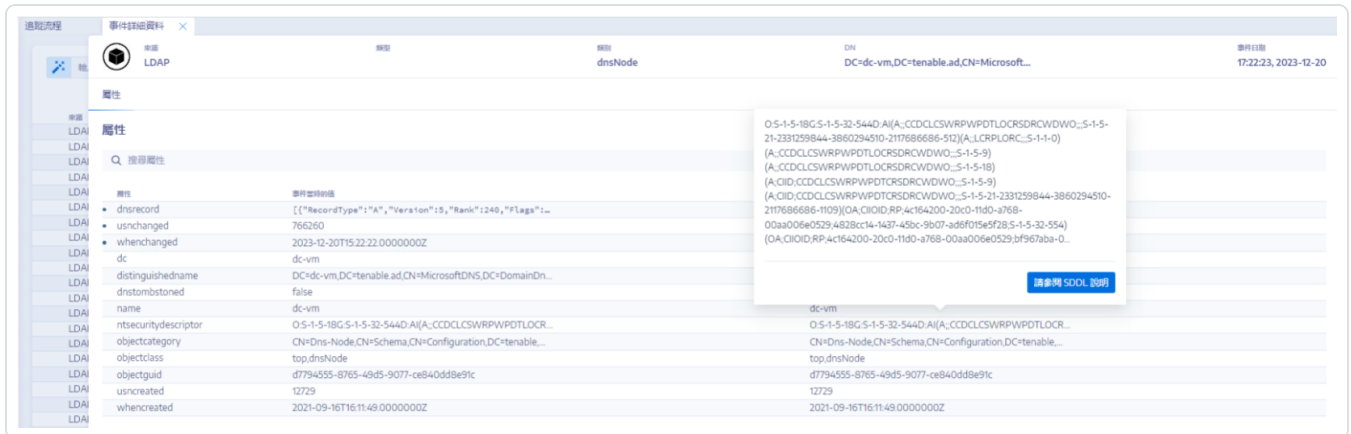 追蹤流程
事件詳細資料
來源
LDAP
類型
類別
dnsNode
DN
DC=dc-vm,DC=tenable.ad,CN=Microsoft...
事件日期
17:22:23, 2023-12-20
屬性
來源
屬性
搜尋屬性
屬性
事件當時的值
dnsrecord
[{"RecordType":"A","Version":5,"Rank":240,"Flags":...
usnchanged
766260
whenchanged
2023-12-20T15:22:22.0000000Z
dc
dc-vm
distinguishedname
DC=dc-vm,DC=tenable.ad,CN=MicrosoftDNS,DC=DomainDn...
dnstombstoned
false
name
dc-vm
dc-vm
ntsecuritydescriptor
O:S-1-5-18G:S-1-5-32-544D:AI(A;;CCDCLCSWRPWPDTLOCR...
O:S-1-5-18G:S-1-5-32-544D:AI(A;;CCDCLCSWRPWPDTLOCR...
objectcategory
CN=Dns-Node,CN=Schema,CN=Configuration,DC=tenable,...
CN=Dns-Node,CN=Schema,CN=Configuration,DC=tenable,...
objectclass
top,dnsNode
top,dnsNode
objectguid
d7794555-8765-49d5-9077-ce840dd8e91c
d7794555-8765-49d5-9077-ce840dd8e91c
usncreated
12729
12729
whencreated
2021-09-16T16:11:49.0000000Z
2021-09-16T16:11:49.0000000Z
O:S-1-5-18G:S-1-5-32-544D:AI(A;;CCDCLCSWRPWPDTLOCRSDRCWDWO;;;S-1-5-
21-2331259844-3860294510-2117686686-512)(A;;LCRPLORC;;;S-1-1-0)
(A;;CCDCLCSWRPWPDTLOCRSDRCWDWO;;;S-1-5-9)
(A;;CCDCLCSWRPWPDTLOCRSDRCWDWO;;;S-1-5-18)
(A;CIID;CCDCLCSWRPWPDTCRSDRCWDWO;;;S-1-5-9)
(A;CIID;CCDCLCSWRPWPDTCRSDRCWDWO;;;S-1-5-21-2331259844-3860294510-
2117686686-1109)(OA;CIIOID;RP;4c164200-20c0-11d0-a768-
00aa006e0529;4828cc14-1437-45bc-9b07-ad6f015e5f28;S-1-5-32-554)
(OA;CIIOID;RP;4c164200-20c0-11d0-a768-00aa006e0529;bf967aba-0...
請參閱 SDDL 說明